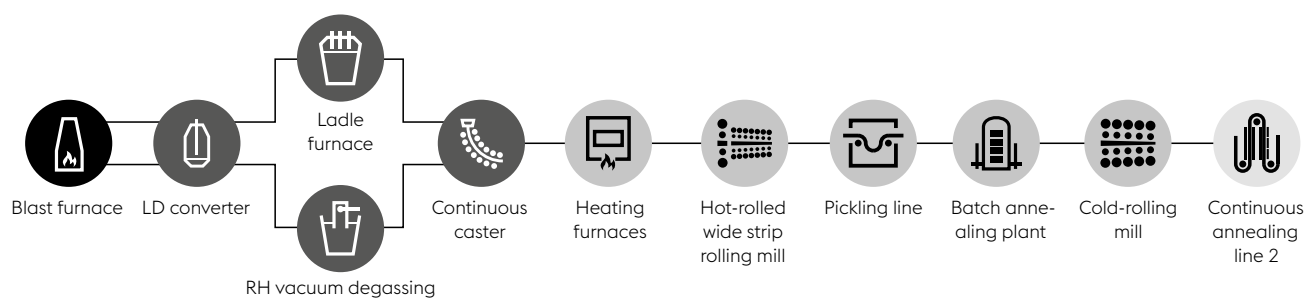 Blast furnace
LD converter
Ladle
furnace
RH vacuum degassing
Continuous
caster
Heating
furnaces
Hot-rolled
wide strip
rolling mill
Pickling line
Batch anne-
aling plant
Cold-rolling
mill
Continuous
annealing
line 2